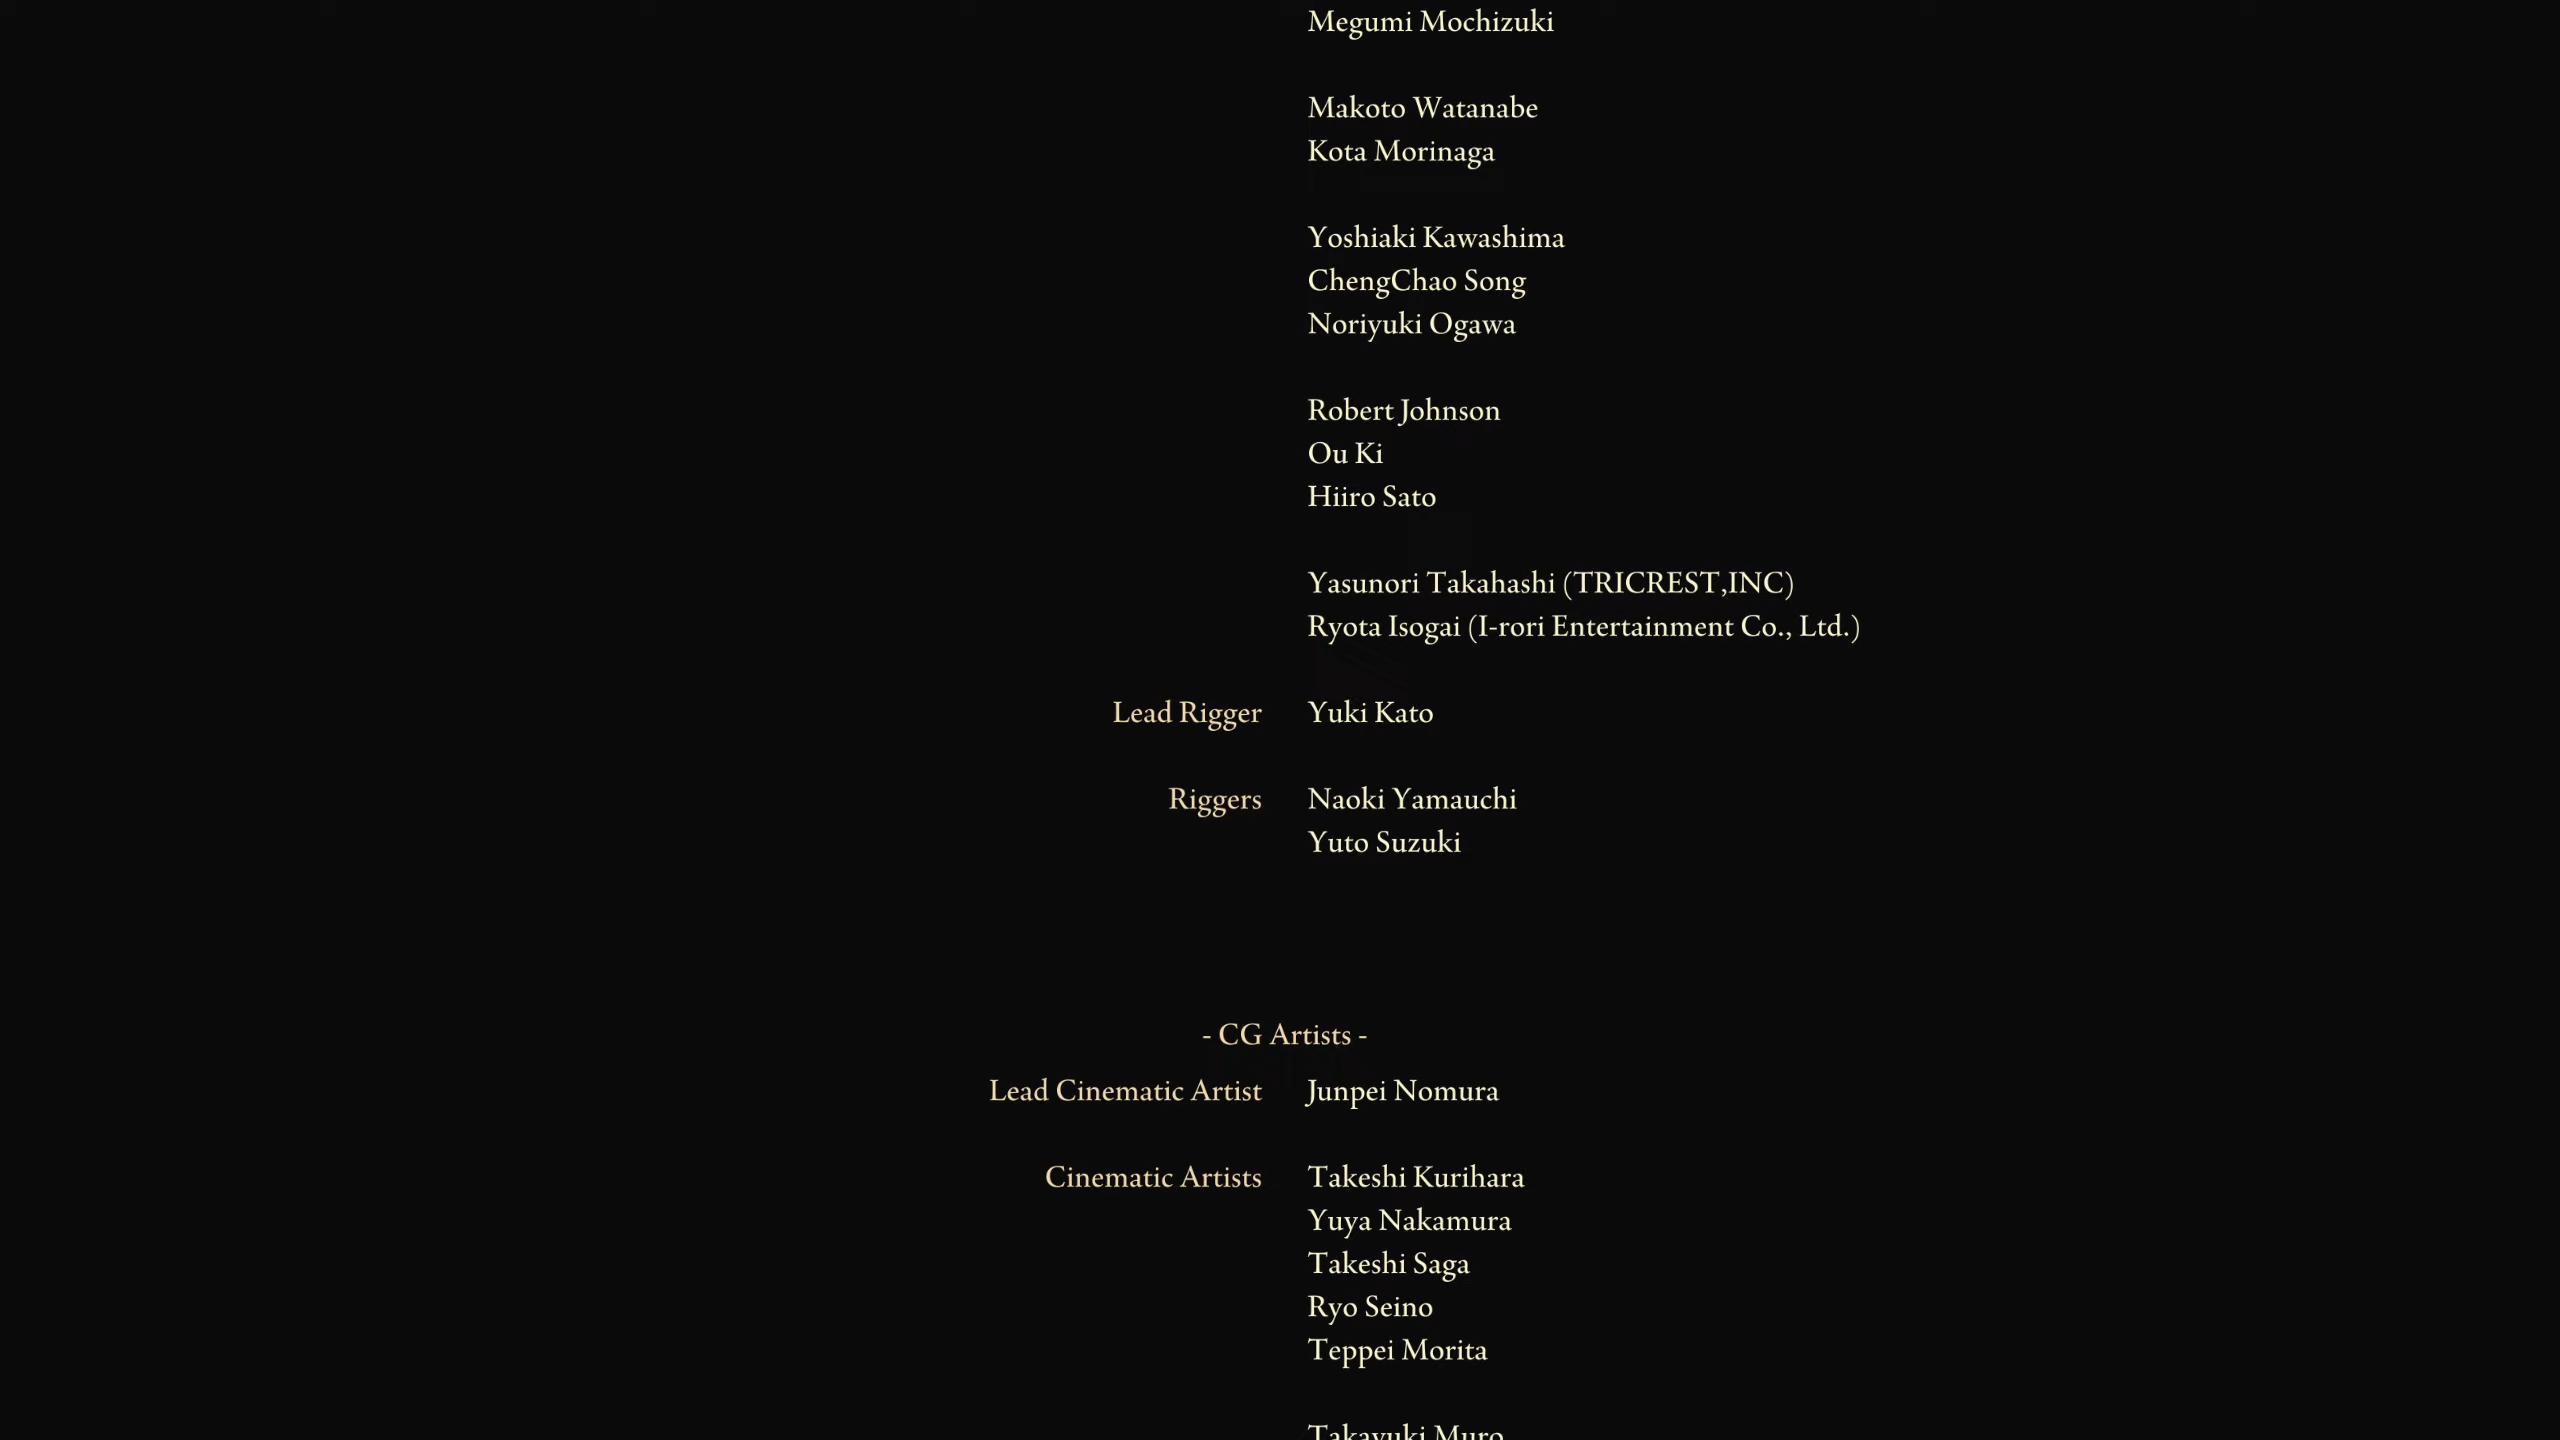 Megumi Mochizuki
Makoto Watanabe
Kota Morinaga
Yoshiaki Kawashima
ChengChao Song
Noriyuki Ogawa
Robert Johnson
Ou Ki
Hiiro Sato
Yasunori Takahashi (TRICREST,INC)
Ryota Isogai (I-rori Entertainment Co., Ltd.)
Lead Rigger Yuki Kato
Riggers Naoki Yamauchi
Yuto Suzuki
- CG Artists -
Lead Cinematic Artist Junpei Nomura
Cinematic Artists Takeshi Kurihara
Yuya Nakamura
Takeshi Saga
Ryo Seino
Teppei Morita
Takayuki Muro